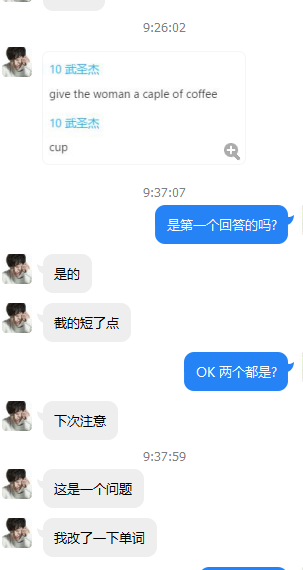 9:26:02
10 武圣杰
give the woman a caple of coffee
10 武圣杰
cup
9:37:07
是第一个回答的吗?
是的
截的短了点
OK 两个都是?
下次注意
9:37:59
这是一个问题
我改了一下单词